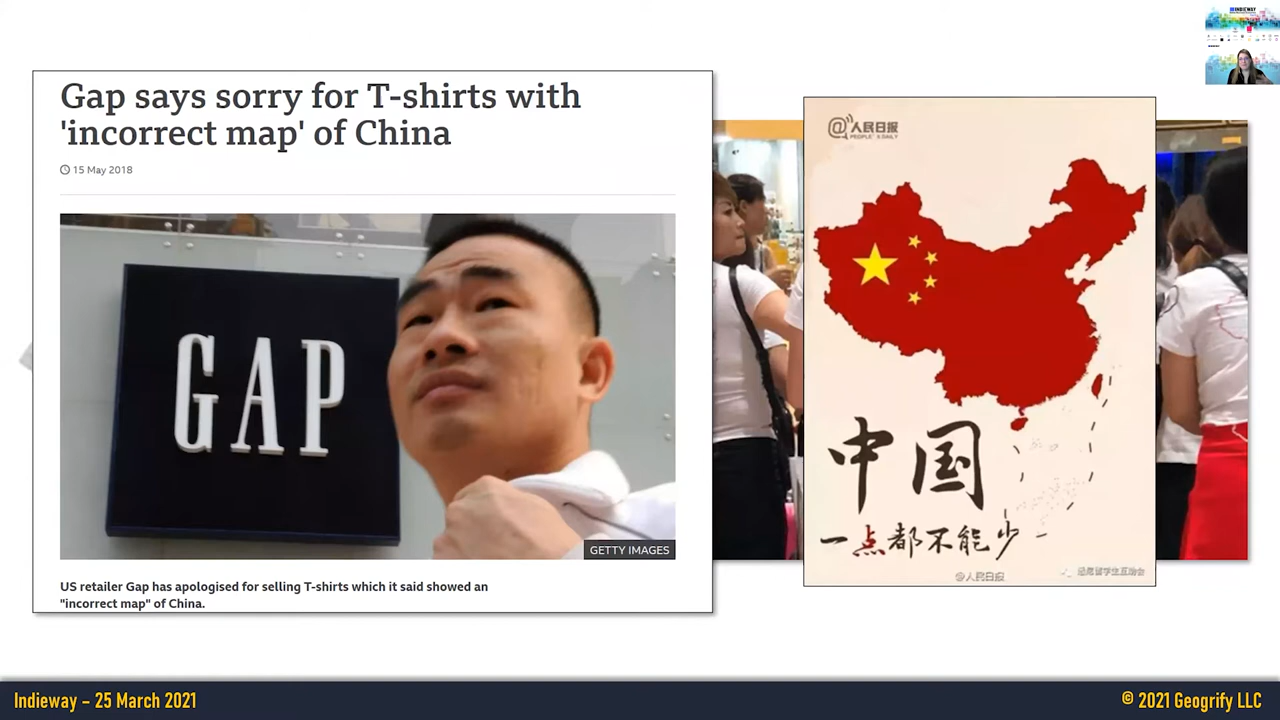 Gap says sorry for T-shirts with
'incorrect map' of China
15 May 2018
GAP
GETTY IMAGES
US retailer Gap has apologised for selling T-shirts which it said showed an
"incorrect map" of China.
@人民日报
PEOPLE'S DAILY
中国
一点都不能少
@人民日报
INDIEWAY
Indieway – 25 March 2021
© 2021 Geogrify LLC